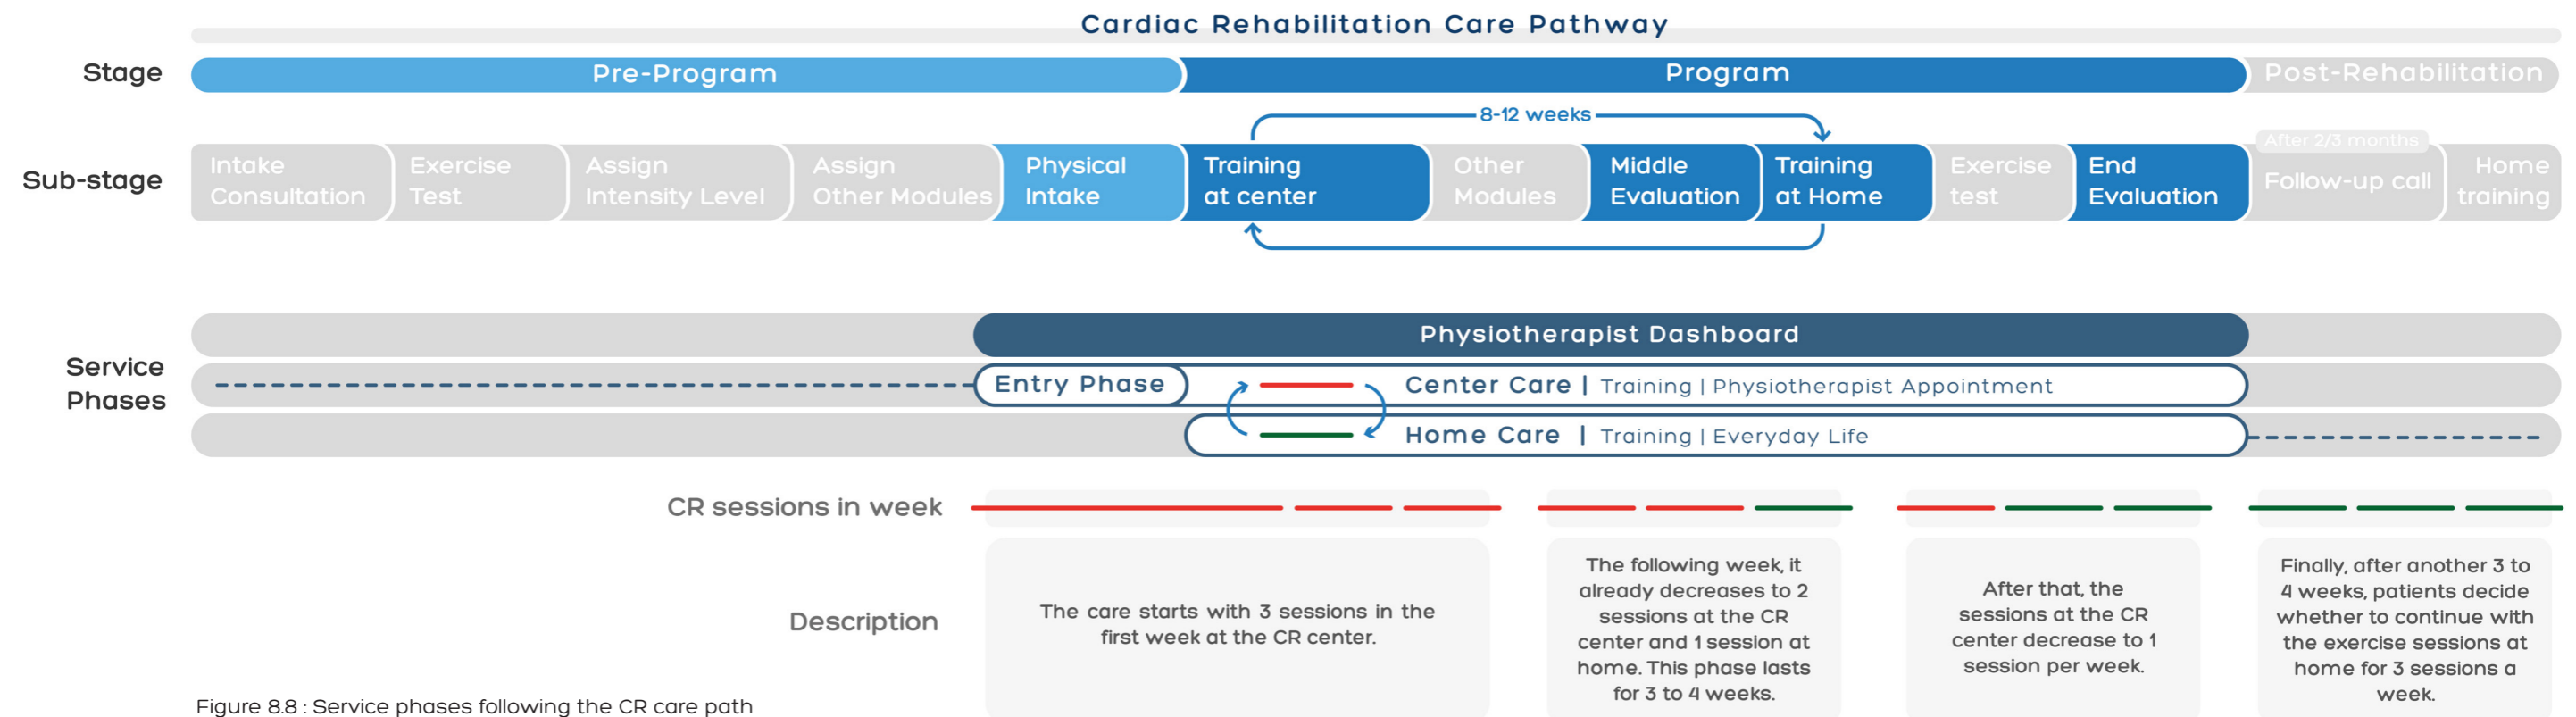 Cardiac Rehabilitation Care Pathway
Stage
Pre-Program
Program
Post-Rehabilitation
8-12 weeks
Sub-stage
Intake
Consultation
Exercise
Test
Assign
Intensity Level
Assign
Other Modules
Physical
Intake
Training
at center
Other
Modules
Middle
Evaluation
Training
at Home
Exercise
test
End
Evaluation
After 2/3 months
Follow-up call
Home
training
Service
Phases
Physiotherapist Dashboard
Entry Phase
Center Care | Training | Physiotherapist Appointment
Home Care | Training | Everyday Life
CR sessions in week
Description
The care starts with 3 sessions in the
first week at the CR center.
The following week, it
already decreases to 2
sessions at the CR
center and 1 session at
home. This phase lasts
for 3 to 4 weeks.
After that, the
sessions at the CR
center decrease to 1
session per week.
Finally, after another 3 to
4 weeks, patients decide
whether to continue with
the exercise sessions at
home for 3 sessions a
week.
Figure 8.8 : Service phases following the CR care path